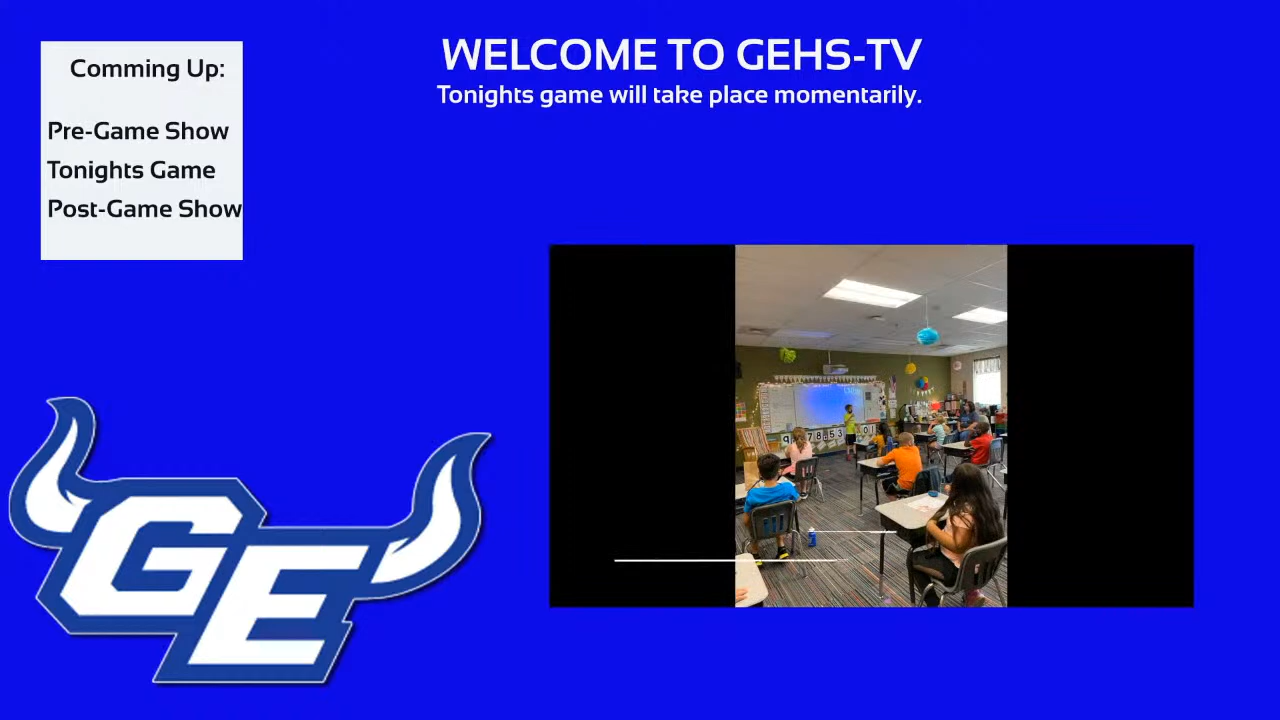 WELCOME TO GEHS-TV
Tonights game will take place momentarily.
Comming Up:
Pre-Game Show
Tonights Game
Post-Game Show
GE